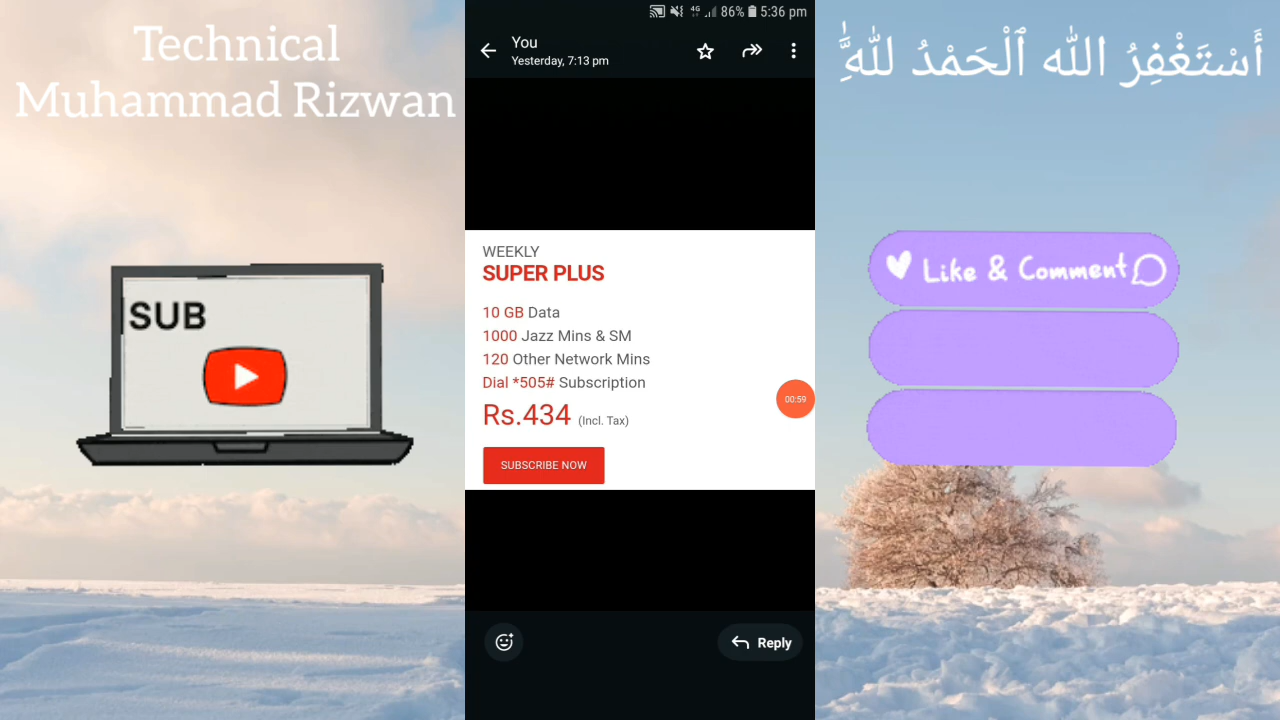 Technical
Muhammad Rizwan
SUB
4G 86% 5:36 pm
You
Yesterday, 7:13 pm
WEEKLY
SUPER PLUS
10 GB Data
1000 Jazz Mins & SM
120 Other Network Mins
Dial *505# Subscription
Rs.434 (Incl. Tax)
SUBSCRIBE NOW
00:59
Reply
أَسْتَغْفِرُ اللّٰه ٱلْحَمْدُ لِلّٰهِ
Like & Comment